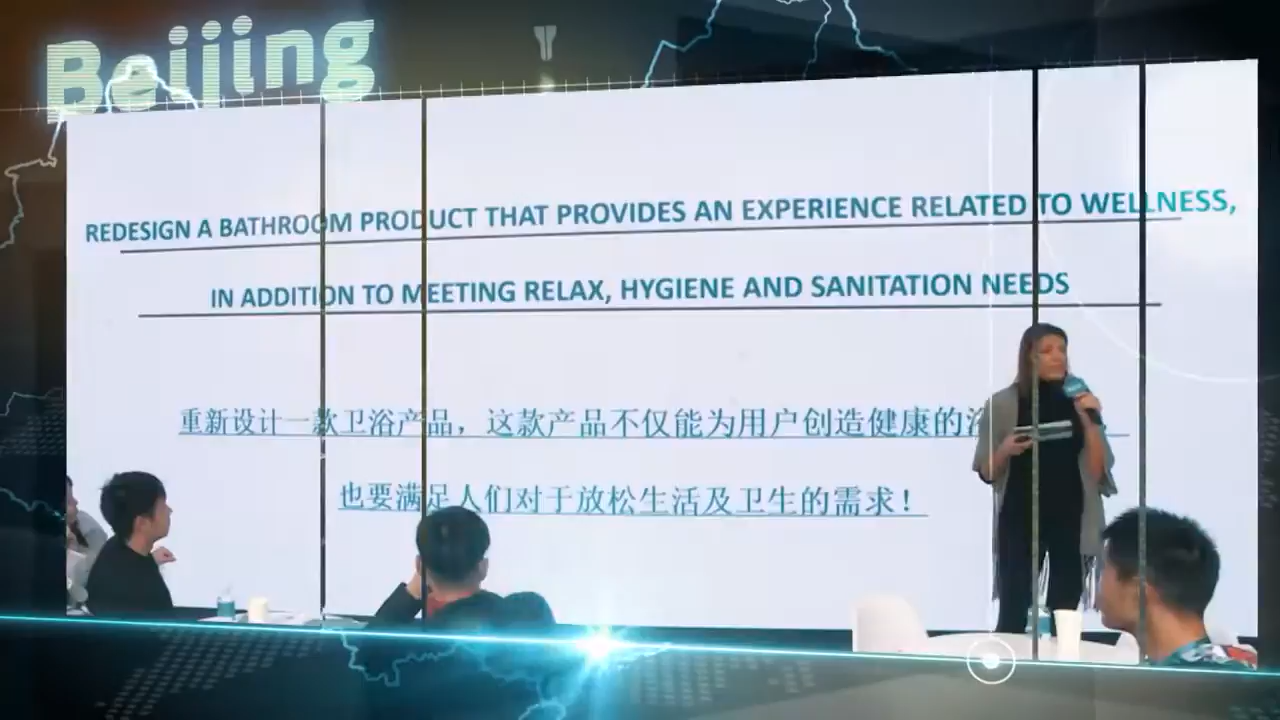 Beijing
REDESIGN A BATHROOM PRODUCT THAT PROVIDES AN EXPERIENCE RELATED TO WELLNESS,
IN ADDITION TO MEETING RELAX, HYGIENE AND SANITATION NEEDS
重新设计一款卫浴产品，这款产品不仅能为用户创造健康的
也要满足人们对于放松生活及卫生的需求！